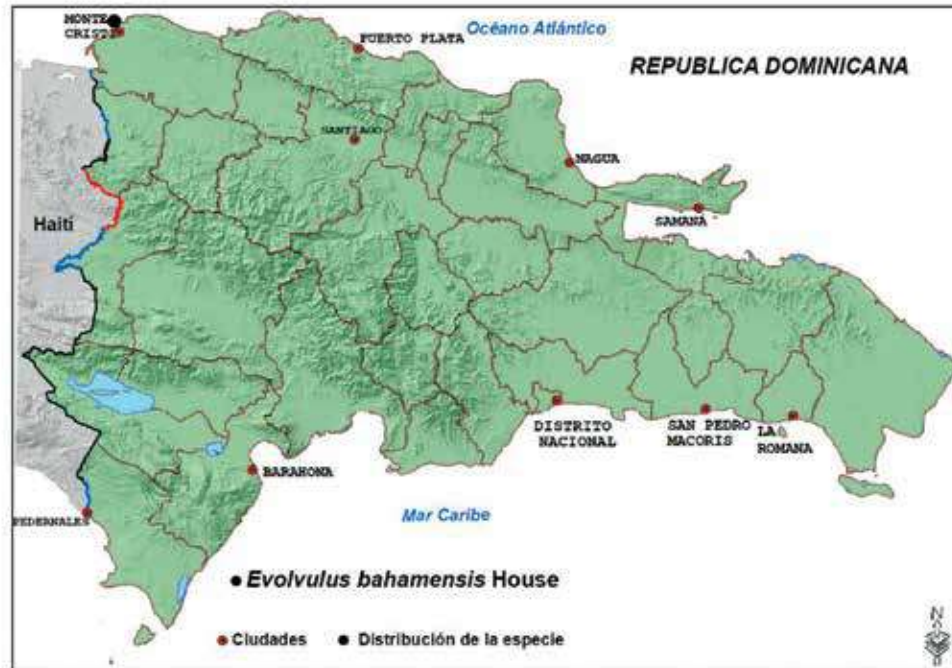 MONTE
CRISTI
PUERTO PLATA
Océano Atlántico
REPUBLICA DOMINICANA
SANTIAGO
NAGUA
SAMANA
Haití
DISTRITO
NACIONAL
SAN PEDRO
MACORIS
LA
ROMANA
BARAHONA
PEDERNALES
Mar Caribe
Evolvulus bahamensis House
Ciudades
Distribución de la especie
N